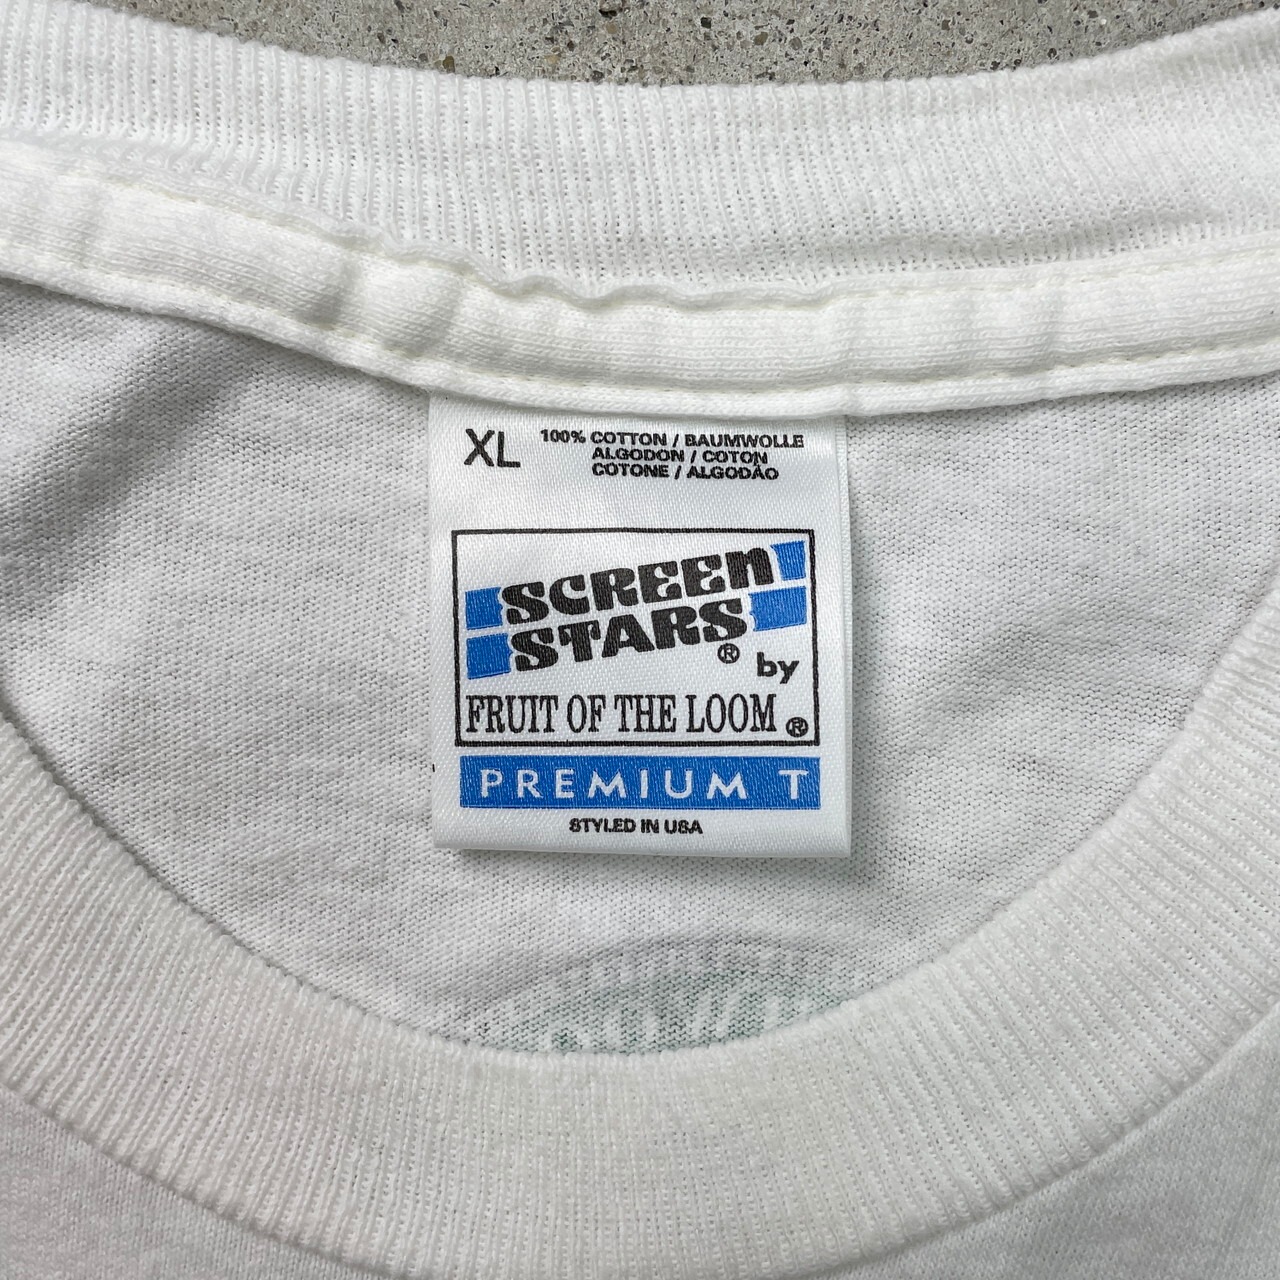 XL
100% COTTON / BAUMWOLLE
ALGODON / COTON
COTONE / ALGODÃO
SCREEN
STARS® by
FRUIT OF THE LOOM®
PREMIUM T
STYLED IN USA